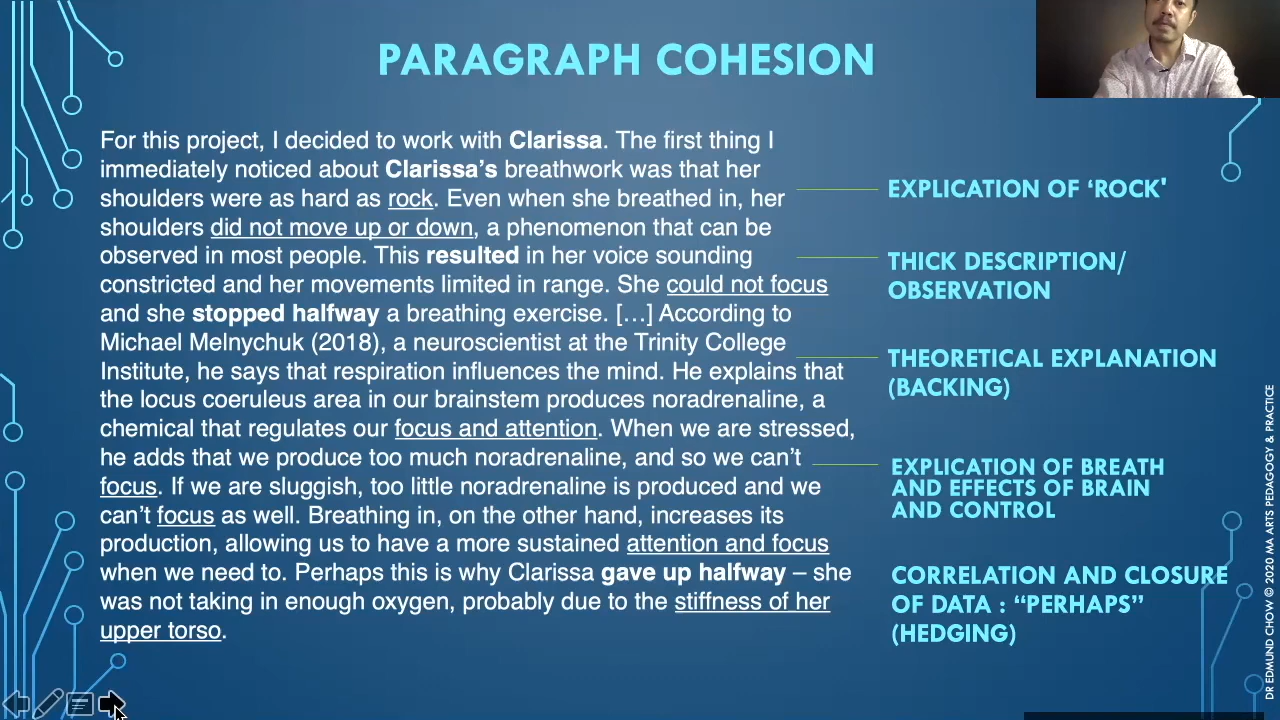 PARAGRAPH COHESION
For this project, I decided to work with Clarissa. The first thing I
immediately noticed about Clarissa’s breathwork was that her
shoulders were as hard as rock. Even when she breathed in, her
shoulders did not move up or down, a phenomenon that can be
observed in most people. This resulted in her voice sounding
constricted and her movements limited in range. She could not focus
and she stopped halfway a breathing exercise. […] According to
Michael Melnychuk (2018), a neuroscientist at the Trinity College
Institute, he says that respiration influences the mind. He explains that
the locus coeruleus area in our brainstem produces noradrenaline, a
chemical that regulates our focus and attention. When we are stressed,
he adds that we produce too much noradrenaline, and so we can’t
focus. If we are sluggish, too little noradrenaline is produced and we
can’t focus as well. Breathing in, on the other hand, increases its
production, allowing us to have a more sustained attention and focus
when we need to. Perhaps this is why Clarissa gave up halfway – she
was not taking in enough oxygen, probably due to the stiffness of her
upper torso.
EXPLICATION OF ‘ROCK'
THICK DESCRIPTION/
OBSERVATION
THEORETICAL EXPLANATION
(BACKING)
EXPLICATION OF BREATH
AND EFFECTS OF BRAIN
AND CONTROL
CORRELATION AND CLOSURE
OF DATA : “PERHAPS”
(HEDGING)
DR EDMUND CHOW © 2020 MA ARTS PEDAGOGY & PRACTICE